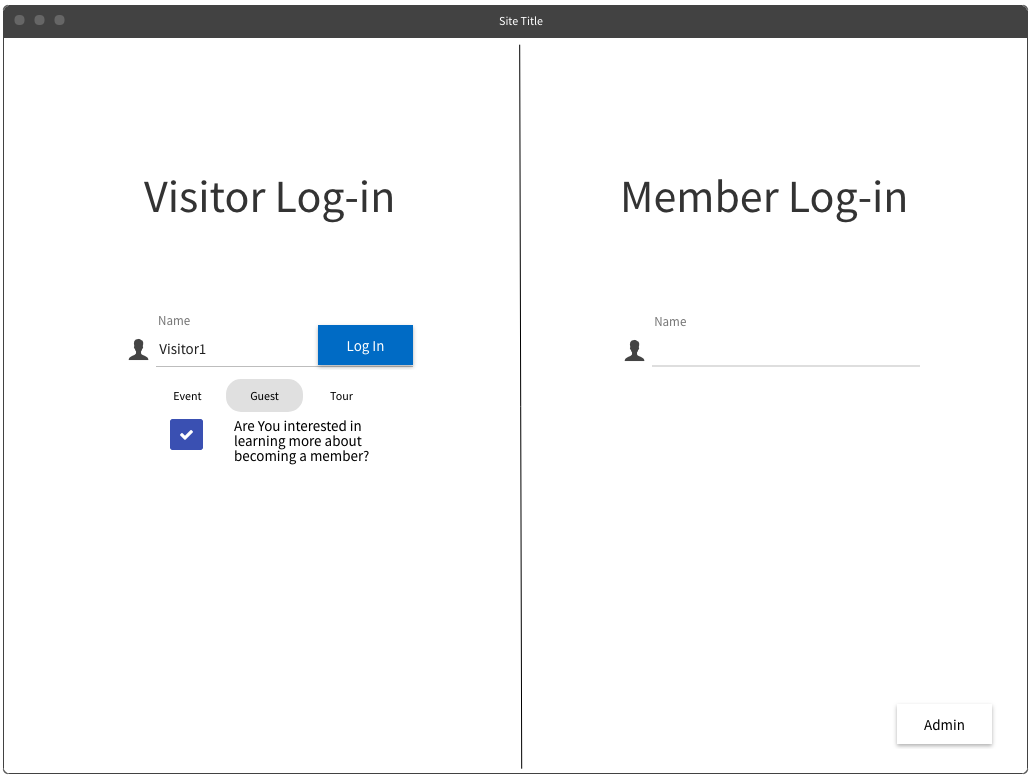 Site Title
Visitor Log-in
Name
Visitor1
Log In
Event Guest Tour
Are You interested in
learning more about
becoming a member?
Member Log-in
Name
Admin